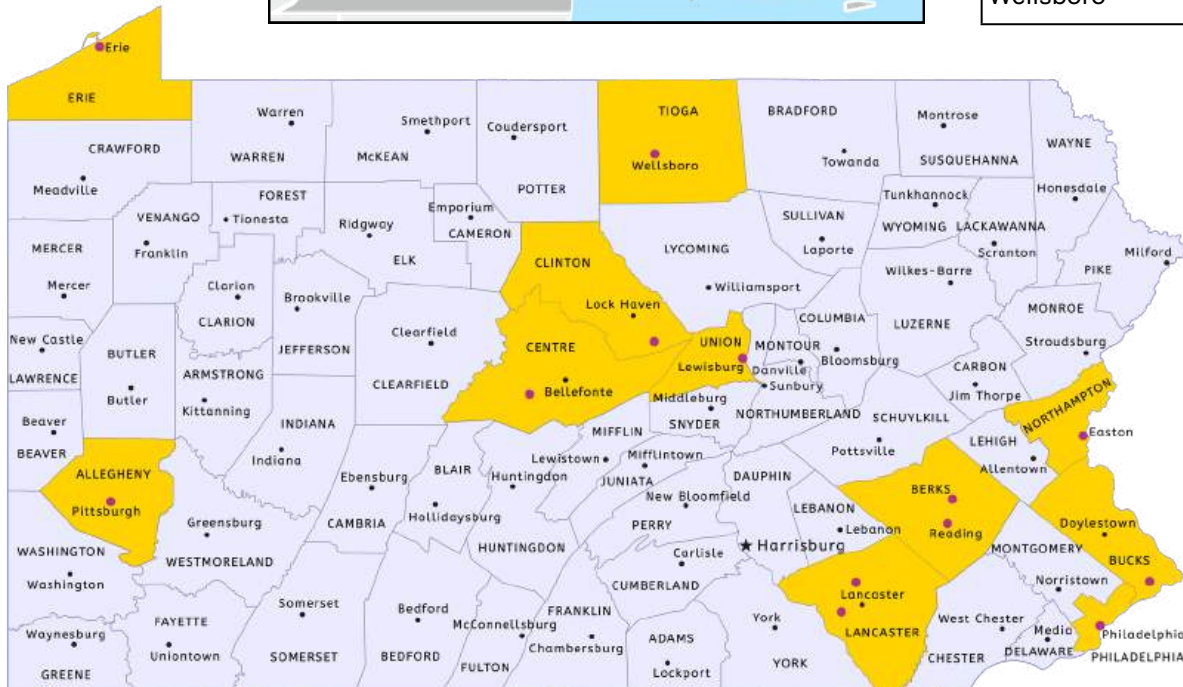 Wellsboro
Erie
ERIE
Warren
WARREN
Smethport
McKEAN
Coudersport
POTTER
TIOGA
Wellsboro
BRADFORD
Towanda
Montrose
SUSQUEHANNA
WAYNE
Honesdale
CRAWFORD
Meadville
VENANGO
Franklin
FOREST
Tionesta
Ridgway
ELK
Emporium
CAMERON
CLINTON
Lock Haven
LYCOMING
Williamsport
SULLIVAN
Laporte
Tunkhannock
WYOMING
LACKAWANNA
Scranton
Milford
PIKE
MERCER
Mercer
Clarion
CLARION
Brookville
JEFFERSON
Clearfield
CLEARFIELD
CENTRE
Bellefonte
UNION
Lewisburg
MONTOUR
Danville
Sunbury
COLUMBIA
Bloomsburg
Wilkes-Barre
LUZERNE
MONROE
Stroudsburg
New Castle
LAWRENCE
BUTLER
Butler
ARMSTRONG
Kittanning
INDIANA
Indiana
Middleburg
SNYDER
NORTHUMBERLAND
SCHUYLKILL
Pottsville
CARBON
Jim Thorpe
NORTHAMPTON
Easton
LEHIGH
Allentown
Beaver
BEAVER
ALLEGHENY
Pittsburgh
Greensburg
WESTMORELAND
Ebensburg
CAMBRIA
BLAIR
Hollidaysburg
Huntingdon
HUNTINGDON
MIFFLIN
Lewistown
Mifflintown
JUNIATA
New Bloomfield
PERRY
DAUPHIN
Harrisburg
LEBANON
Lebanon
BERKS
Reading
Doylestown
BUCKS
MONTGOMERY
Norristown
WASHINGTON
Washington
Carlisle
CUMBERLAND
Lancaster
LANCASTER
West Chester
CHESTER
Media
DELAWARE
Philadelphia
PHILADELPHIA
Waynesburg
GREENE
FAYETTE
Uniontown
Somerset
SOMERSET
Bedford
BEDFORD
McConnellsburg
FULTON
FRANKLIN
Chambersburg
ADAMS
Lockport
York
YORK